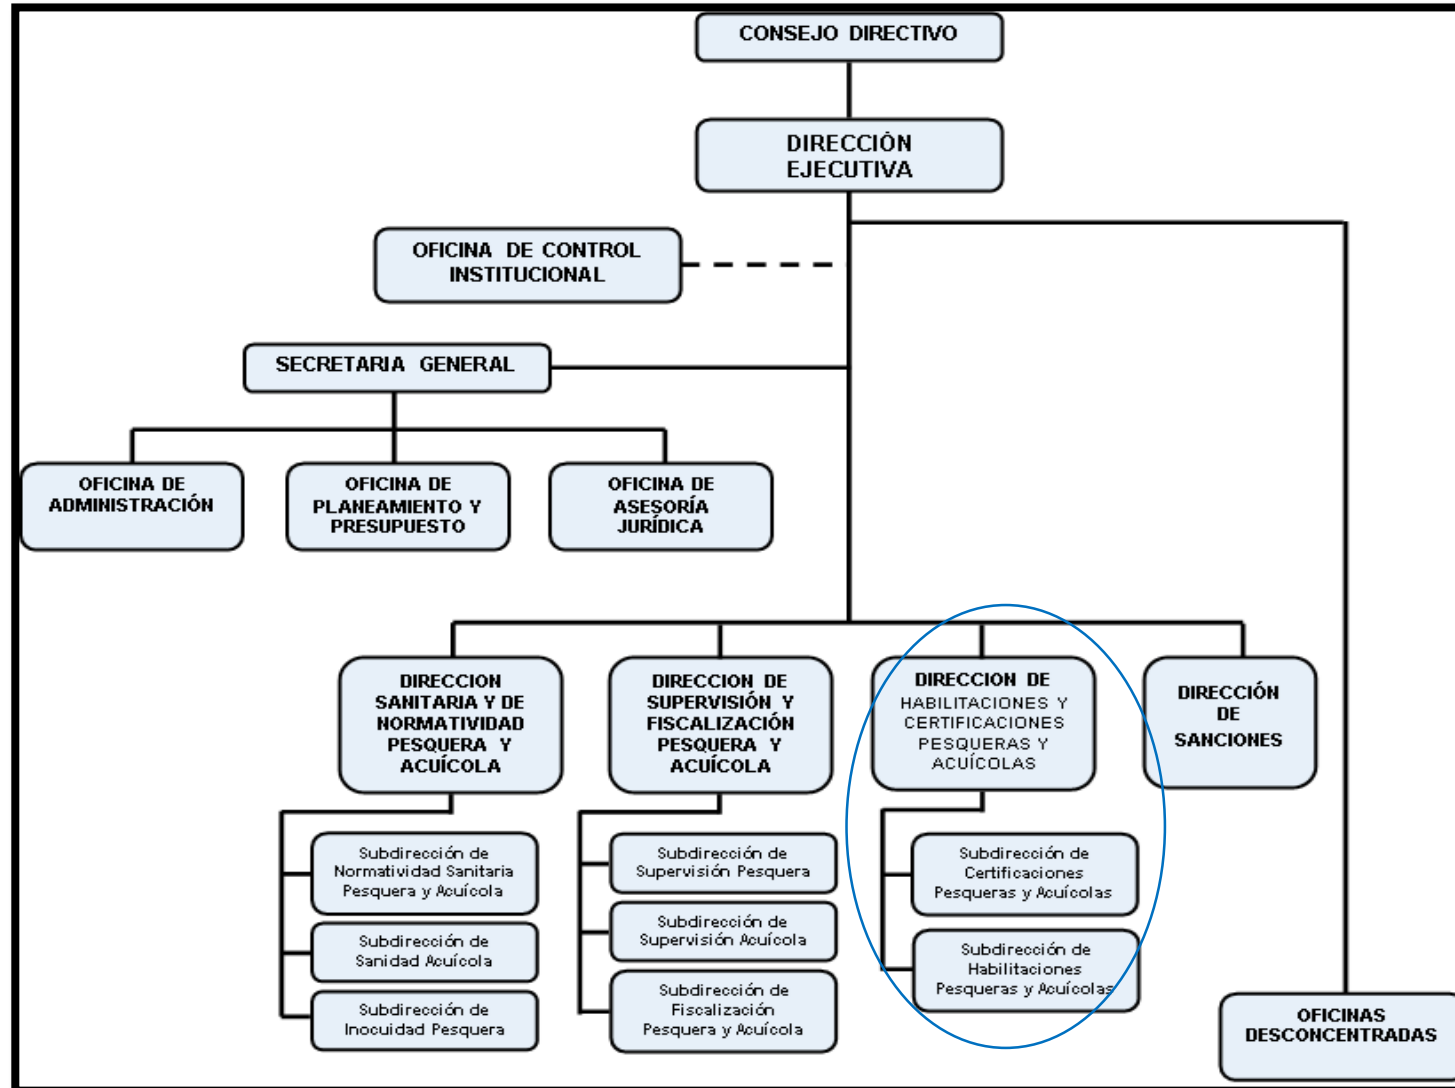 CONSEJO DIRECTIVO
DIRECCIÓN
EJECUTIVA
OFICINA DE CONTROL
INSTITUCIONAL
SECRETARIA GENERAL
OFICINA DE
ADMINISTRACIÓN
OFICINA DE
PLANEAMIENTO Y
PRESUPUESTO
OFICINA DE
ASESORÍA
JURÍDICA
DIRECCION
SANITARIA Y DE
NORMATIVIDAD
PESQUERA Y
ACUÍCOLA
DIRECCION DE
SUPERVISIÓN Y
FISCALIZACIÓN
PESQUERA Y
ACUÍCOLA
DIRECCION DE
HABILITACIONES Y
CERTIFICACIONES
PESQUERAS Y
ACUÍCOLAS
DIRECCIÓN
DE
SANCIONES
Subdirección de
Normatividad Sanitaria
Pesquera y Acuícola
Subdirección de
Sanidad Acuícola
Subdirección de
Inocuidad Pesquera
Subdirección de
Supervisión Pesquera
Subdirección de
Supervisión Acuícola
Subdirección de
Fiscalización
Pesquera y Acuícola
Subdirección de
Certificaciones
Pesqueras y Acuícolas
Subdirección de
Habilitaciones
Pesqueras y Acuícolas
OFICINAS
DESCONCENTRADAS